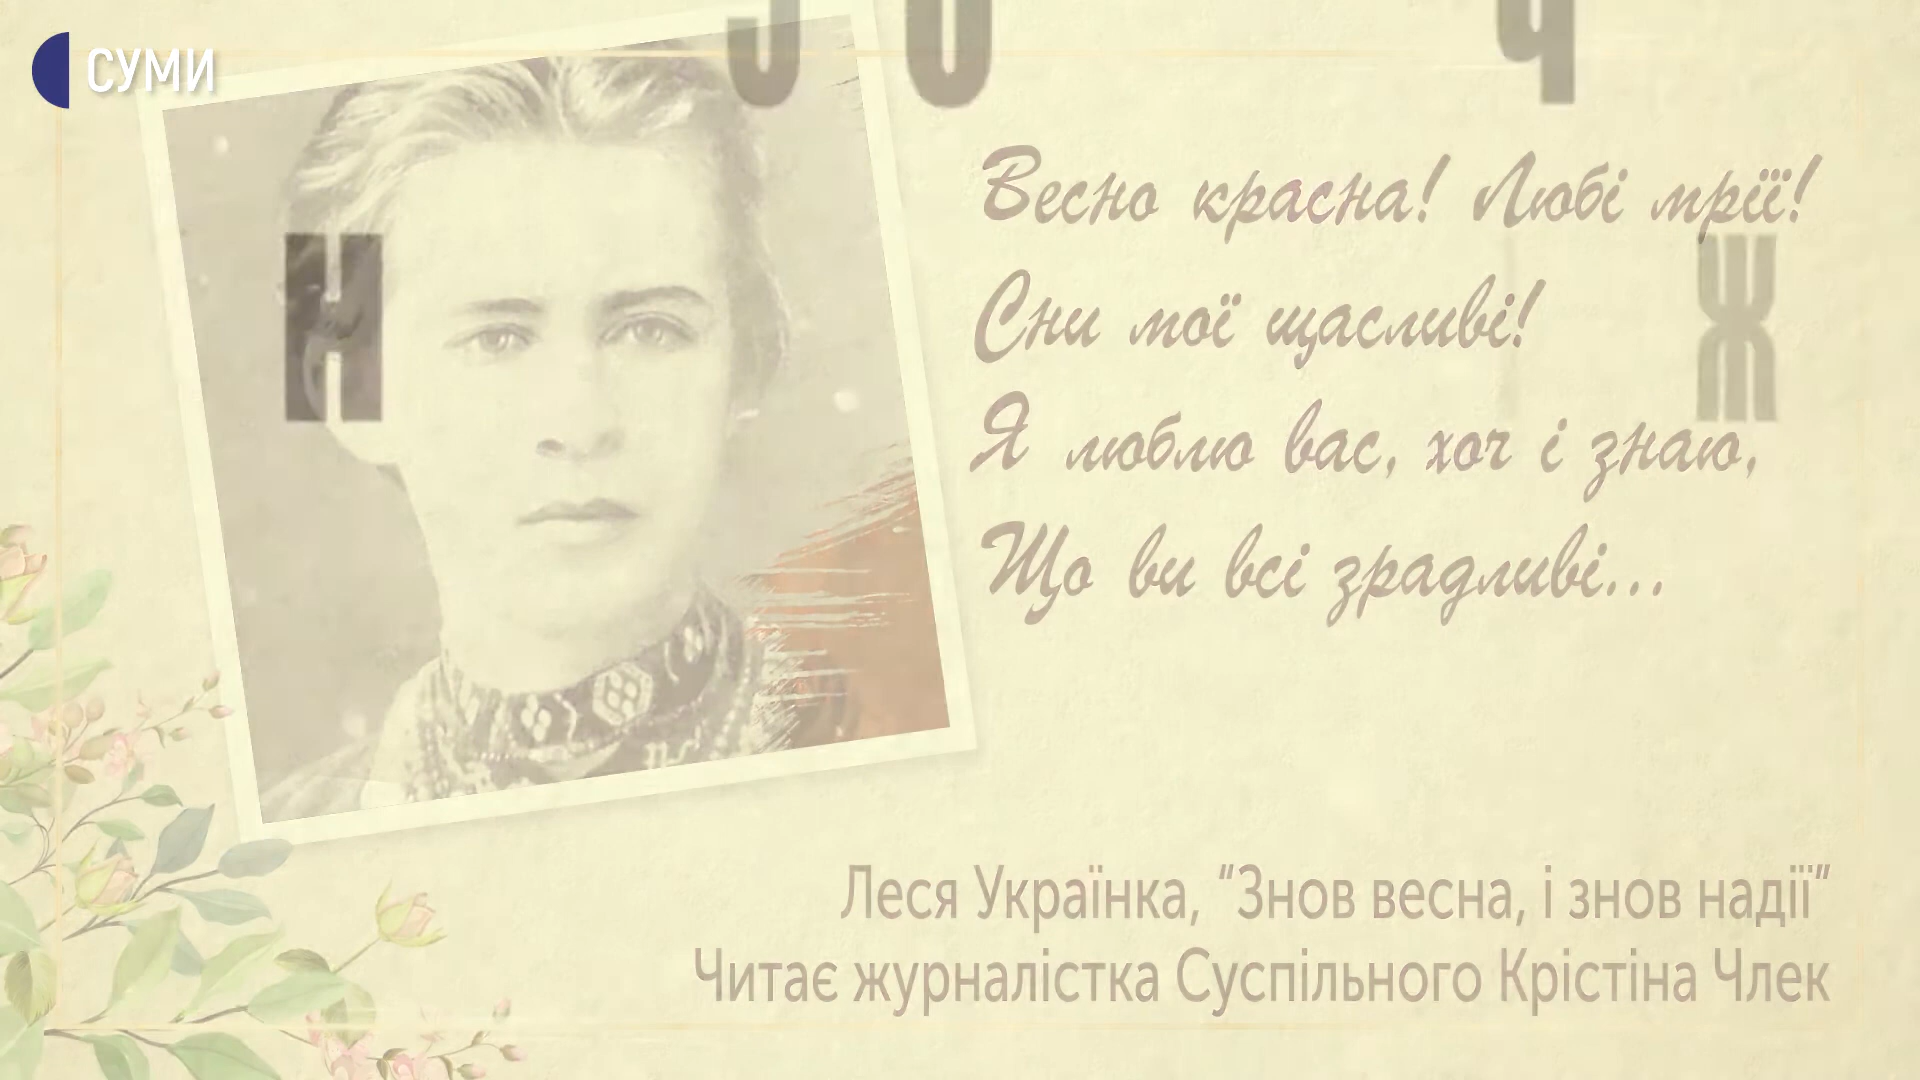 СУМИ
Ч
Н
Ж
Весно красна! Любі мрії!
Сни мої щасливі!
Я люблю вас, хоч і знаю,
Що ви всі зрадливі...
Леся Українка, “Знов весна, і знов надії”
Читає журналістка Суспільного Крістіна Члек